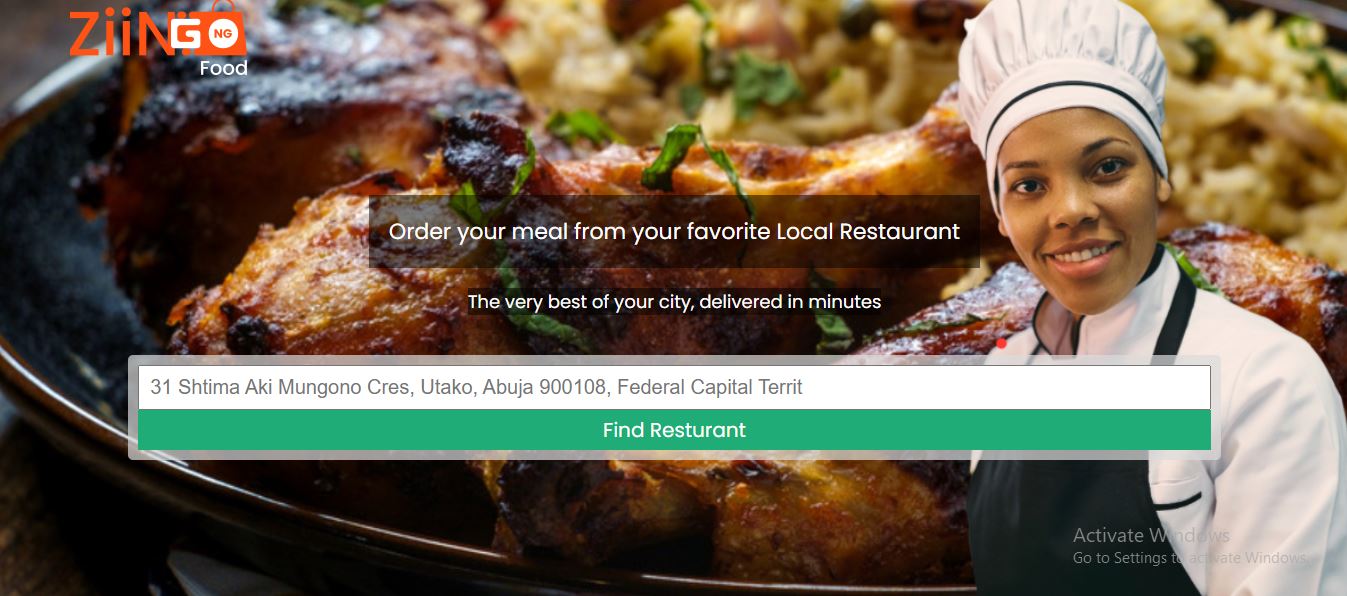 ZiiNGO NG
Food
Order your meal from your favorite Local Restaurant
The very best of your city, delivered in minutes
31 Shtima Aki Mungono Cres, Utako, Abuja 900108, Federal Capital Territ
Find Resturant
Activate Windows
Go to Settings to activate Windows.